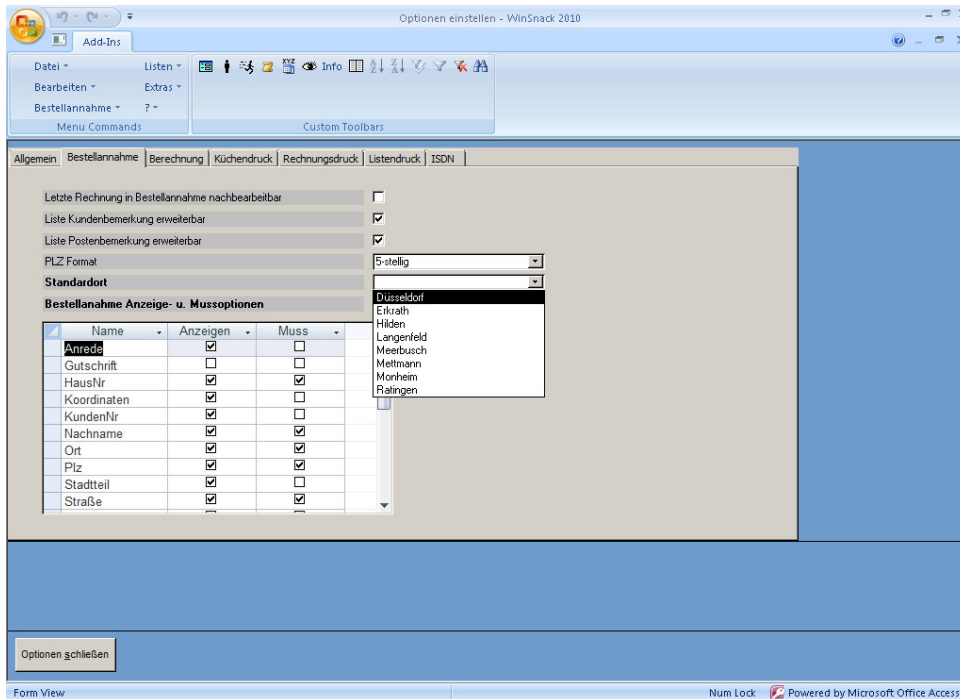 Optionen einstellen - WinSnack 2010
Add-Ins
Datei Listen XYZ Info
Bearbeiten Extras
Bestellannahme ?
Menu Commands Custom Toolbars
Allgemein Bestellannahme Berechnung Küchendruck Rechnungsdruck Listendruck ISDN
Letzte Rechnung in Bestellannahme nachbearbeitbar
Liste Kundenbemerkung erweiterbar
Liste Postenbemerkung erweiterbar
PLZ Format 5-stellig
Standardort
Bestellanahme Anzeige- u. Mussoptionen
Düsseldorf
Erkrath
Hilden
Langenfeld
Meerbusch
Mettmann
Monheim
Ratingen
Name Anzeigen Muss
Anrede
Gutschrift
HausNr
Koordinaten
KundenNr
Nachname
Ort
Plz
Stadtteil
Straße
Optionen schließen
Form View Num Lock Powered by Microsoft Office Access